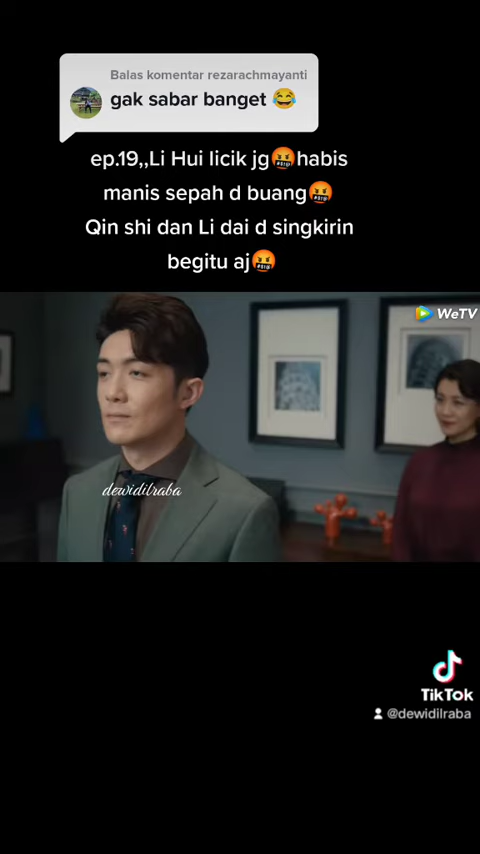 Balas komentar rezarachmayanti
gak sabar banget 😂
ep.19,,Li Hui licik jg🤬habis
manis sepah d buang🤬
Qin shi dan Li dai d singkirin
begitu aj🤬
WeTV
dewidilraba
TikTok
@dewidilraba